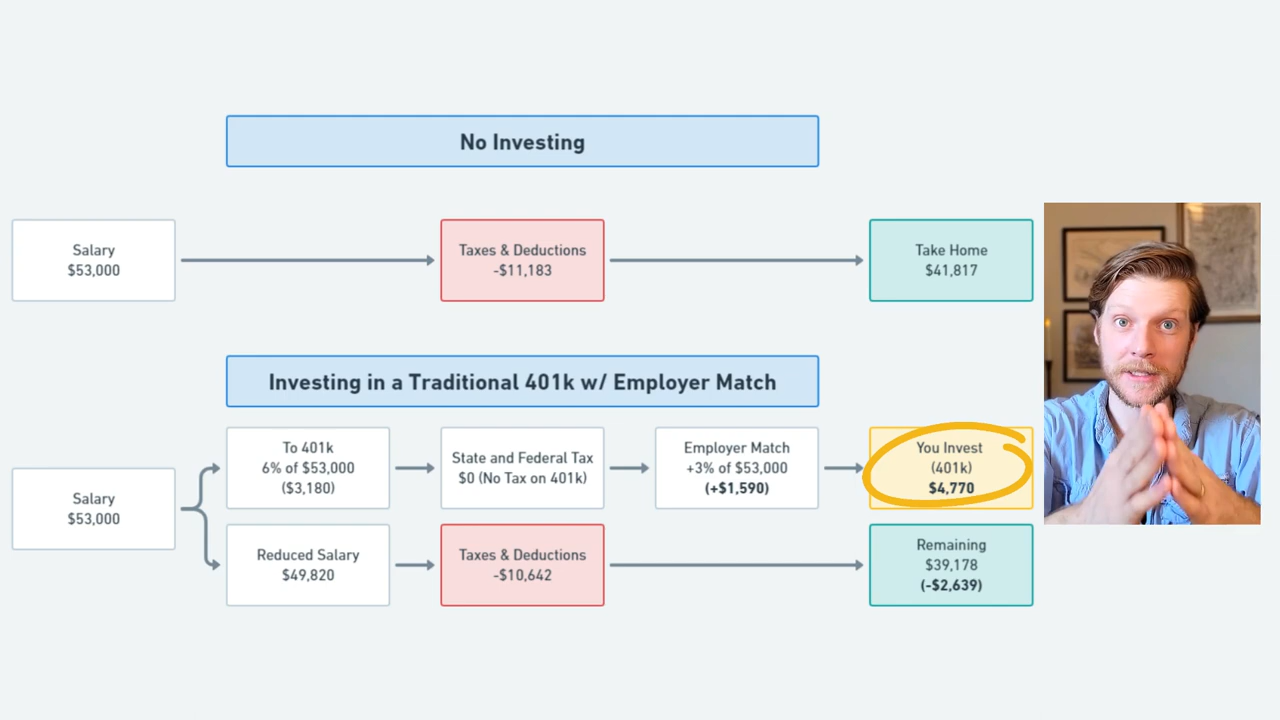 No Investing
Salary
$53,000
Taxes & Deductions
-$11,183
Take Home
$41,817
Investing in a Traditional 401k w/ Employer Match
Salary
$53,000
To 401k
6% of $53,000
($3,180)
State and Federal Tax
$0 (No Tax on 401k)
Employer Match
+3% of $53,000
(+$1,590)
You Invest
(401k)
$4,770
Reduced Salary
$49,820
Taxes & Deductions
-$10,642
Remaining
$39,178
(-$2,639)